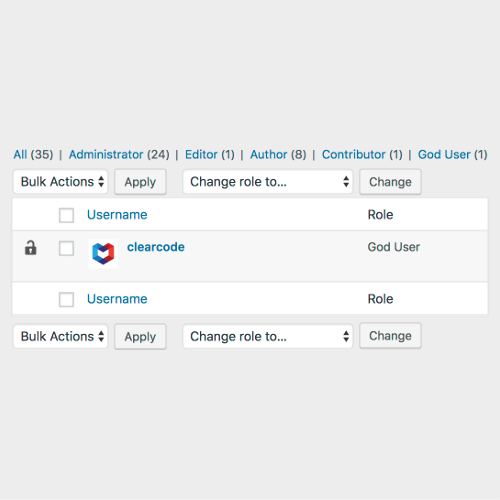 All (35) | Administrator (24) | Editor (1) | Author (8) | Contributor (1) | God User (1)
Bulk Actions Apply Change role to... Change
Username Role
clearcode God User
Username Role
Bulk Actions Apply Change role to... Change